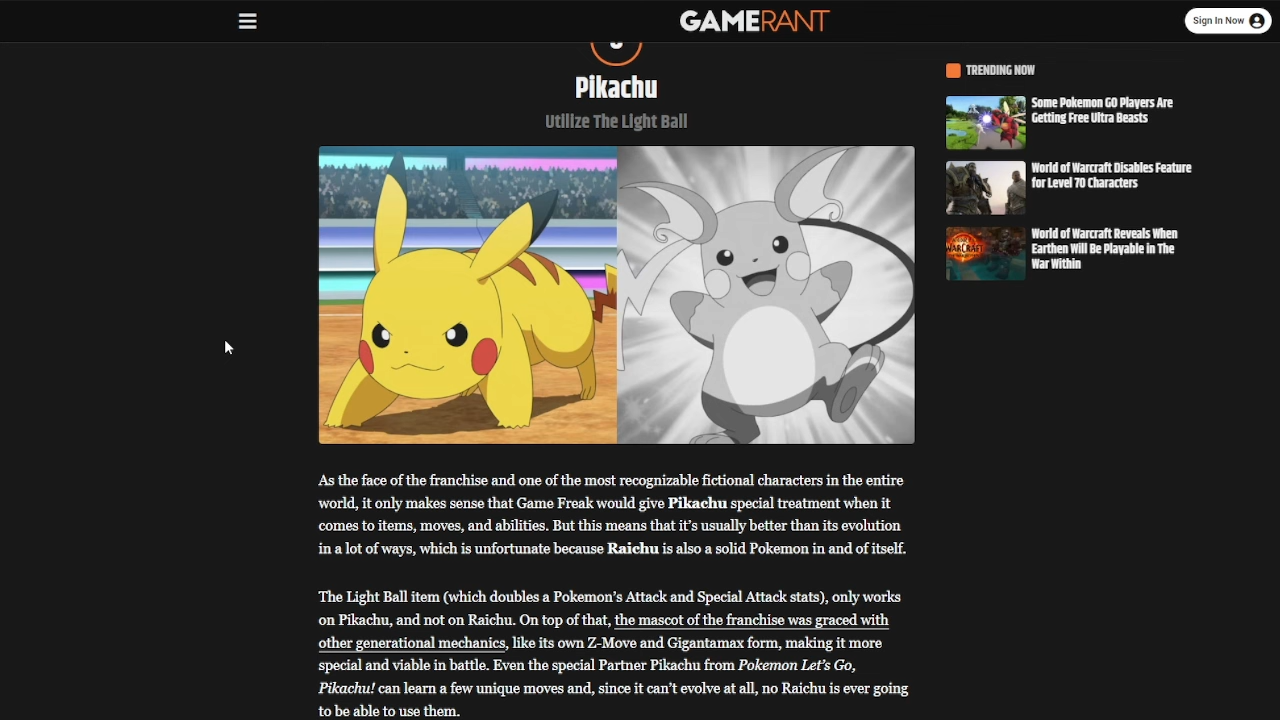 GAMERANT
Sign In Now
Pikachu
Utilize The Light Ball
As the face of the franchise and one of the most recognizable fictional characters in the entire
world, it only makes sense that Game Freak would give Pikachu special treatment when it
comes to items, moves, and abilities. But this means that it's usually better than its evolution
in a lot of ways, which is unfortunate because Raichu is also a solid Pokemon in and of itself.
The Light Ball item (which doubles a Pokemon's Attack and Special Attack stats), only works
on Pikachu, and not on Raichu. On top of that, the mascot of the franchise was graced with
other generational mechanics, like its own Z-Move and Gigantamax form, making it more
special and viable in battle. Even the special Partner Pikachu from Pokemon Let's Go,
Pikachu! can learn a few unique moves and, since it can't evolve at all, no Raichu is ever going
to be able to use them.
TRENDING NOW
Some Pokemon GO Players Are
Getting Free Ultra Beasts
World of Warcraft Disables Feature
for Level 70 Characters
WARCRAFT
World of Warcraft Reveals When
Earthen Will Be Playable in The
War Within